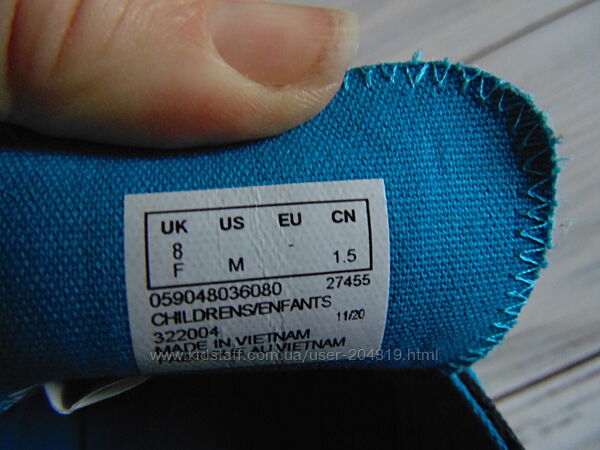 UK US EU CN
8 -
F M 1.5
27455
059048036080
CHILDRENS/ENFANTS
11/20
322004
MADE IN VIETNAM
AU VIETNAM
www.kidstaff.com.ua/user-204819.html